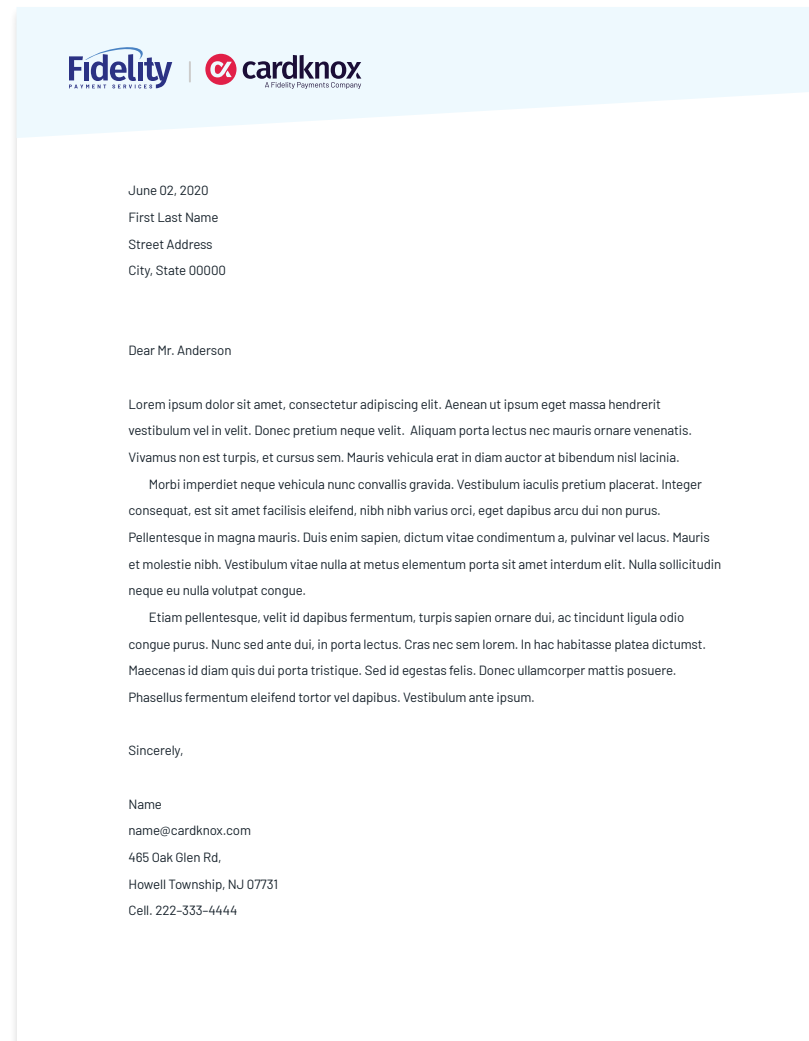 Fidelity
PAYMENT SERVICES
cardknox
A Fidelity Payments Company
June 02, 2020
First Last Name
Street Address
City, State 00000
Dear Mr. Anderson
Lorem ipsum dolor sit amet, consectetur adipiscing elit. Aenean ut ipsum eget massa hendrerit
vestibulum vel in velit. Donec pretium neque velit.  Aliquam porta lectus nec mauris ornare venenatis.
Vivamus non est turpis, et cursus sem. Mauris vehicula erat in diam auctor at bibendum nisl lacinia.
Morbi imperdiet neque vehicula nunc convallis gravida. Vestibulum iaculis pretium placerat. Integer
consequat, est sit amet facilisis eleifend, nibh nibh varius orci, eget dapibus arcu dui non purus.
Pellentesque in magna mauris. Duis enim sapien, dictum vitae condimentum a, pulvinar vel lacus. Mauris
et molestie nibh. Vestibulum vitae nulla at metus elementum porta sit amet interdum elit. Nulla sollicitudin
neque eu nulla volutpat congue.
Etiam pellentesque, velit id dapibus fermentum, turpis sapien ornare dui, ac tincidunt ligula odio
congue purus. Nunc sed ante dui, in porta lectus. Cras nec sem lorem. In hac habitasse platea dictumst.
Maecenas id diam quis dui porta tristique. Sed id egestas felis. Donec ullamcorper mattis posuere.
Phasellus fermentum eleifend tortor vel dapibus. Vestibulum ante ipsum.
Sincerely,
Name
name@cardknox.com
465 Oak Glen Rd,
Howell Township, NJ 07731
Cell. 222–333–4444